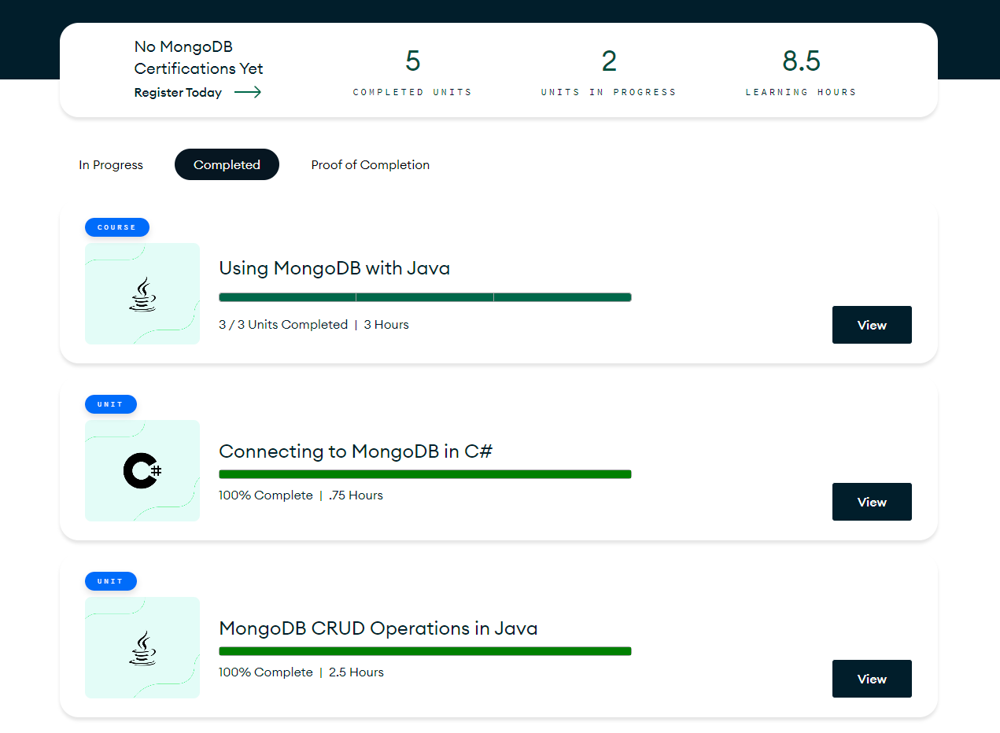 No MongoDB
Certifications Yet
Register Today
5
COMPLETED UNITS
2
UNITS IN PROGRESS
8.5
LEARNING HOURS
In Progress
Completed
Proof of Completion
COURSE
Using MongoDB with Java
3 / 3 Units Completed | 3 Hours
View
UNIT
C#
Connecting to MongoDB in C#
100% Complete | .75 Hours
View
UNIT
MongoDB CRUD Operations in Java
100% Complete | 2.5 Hours
View